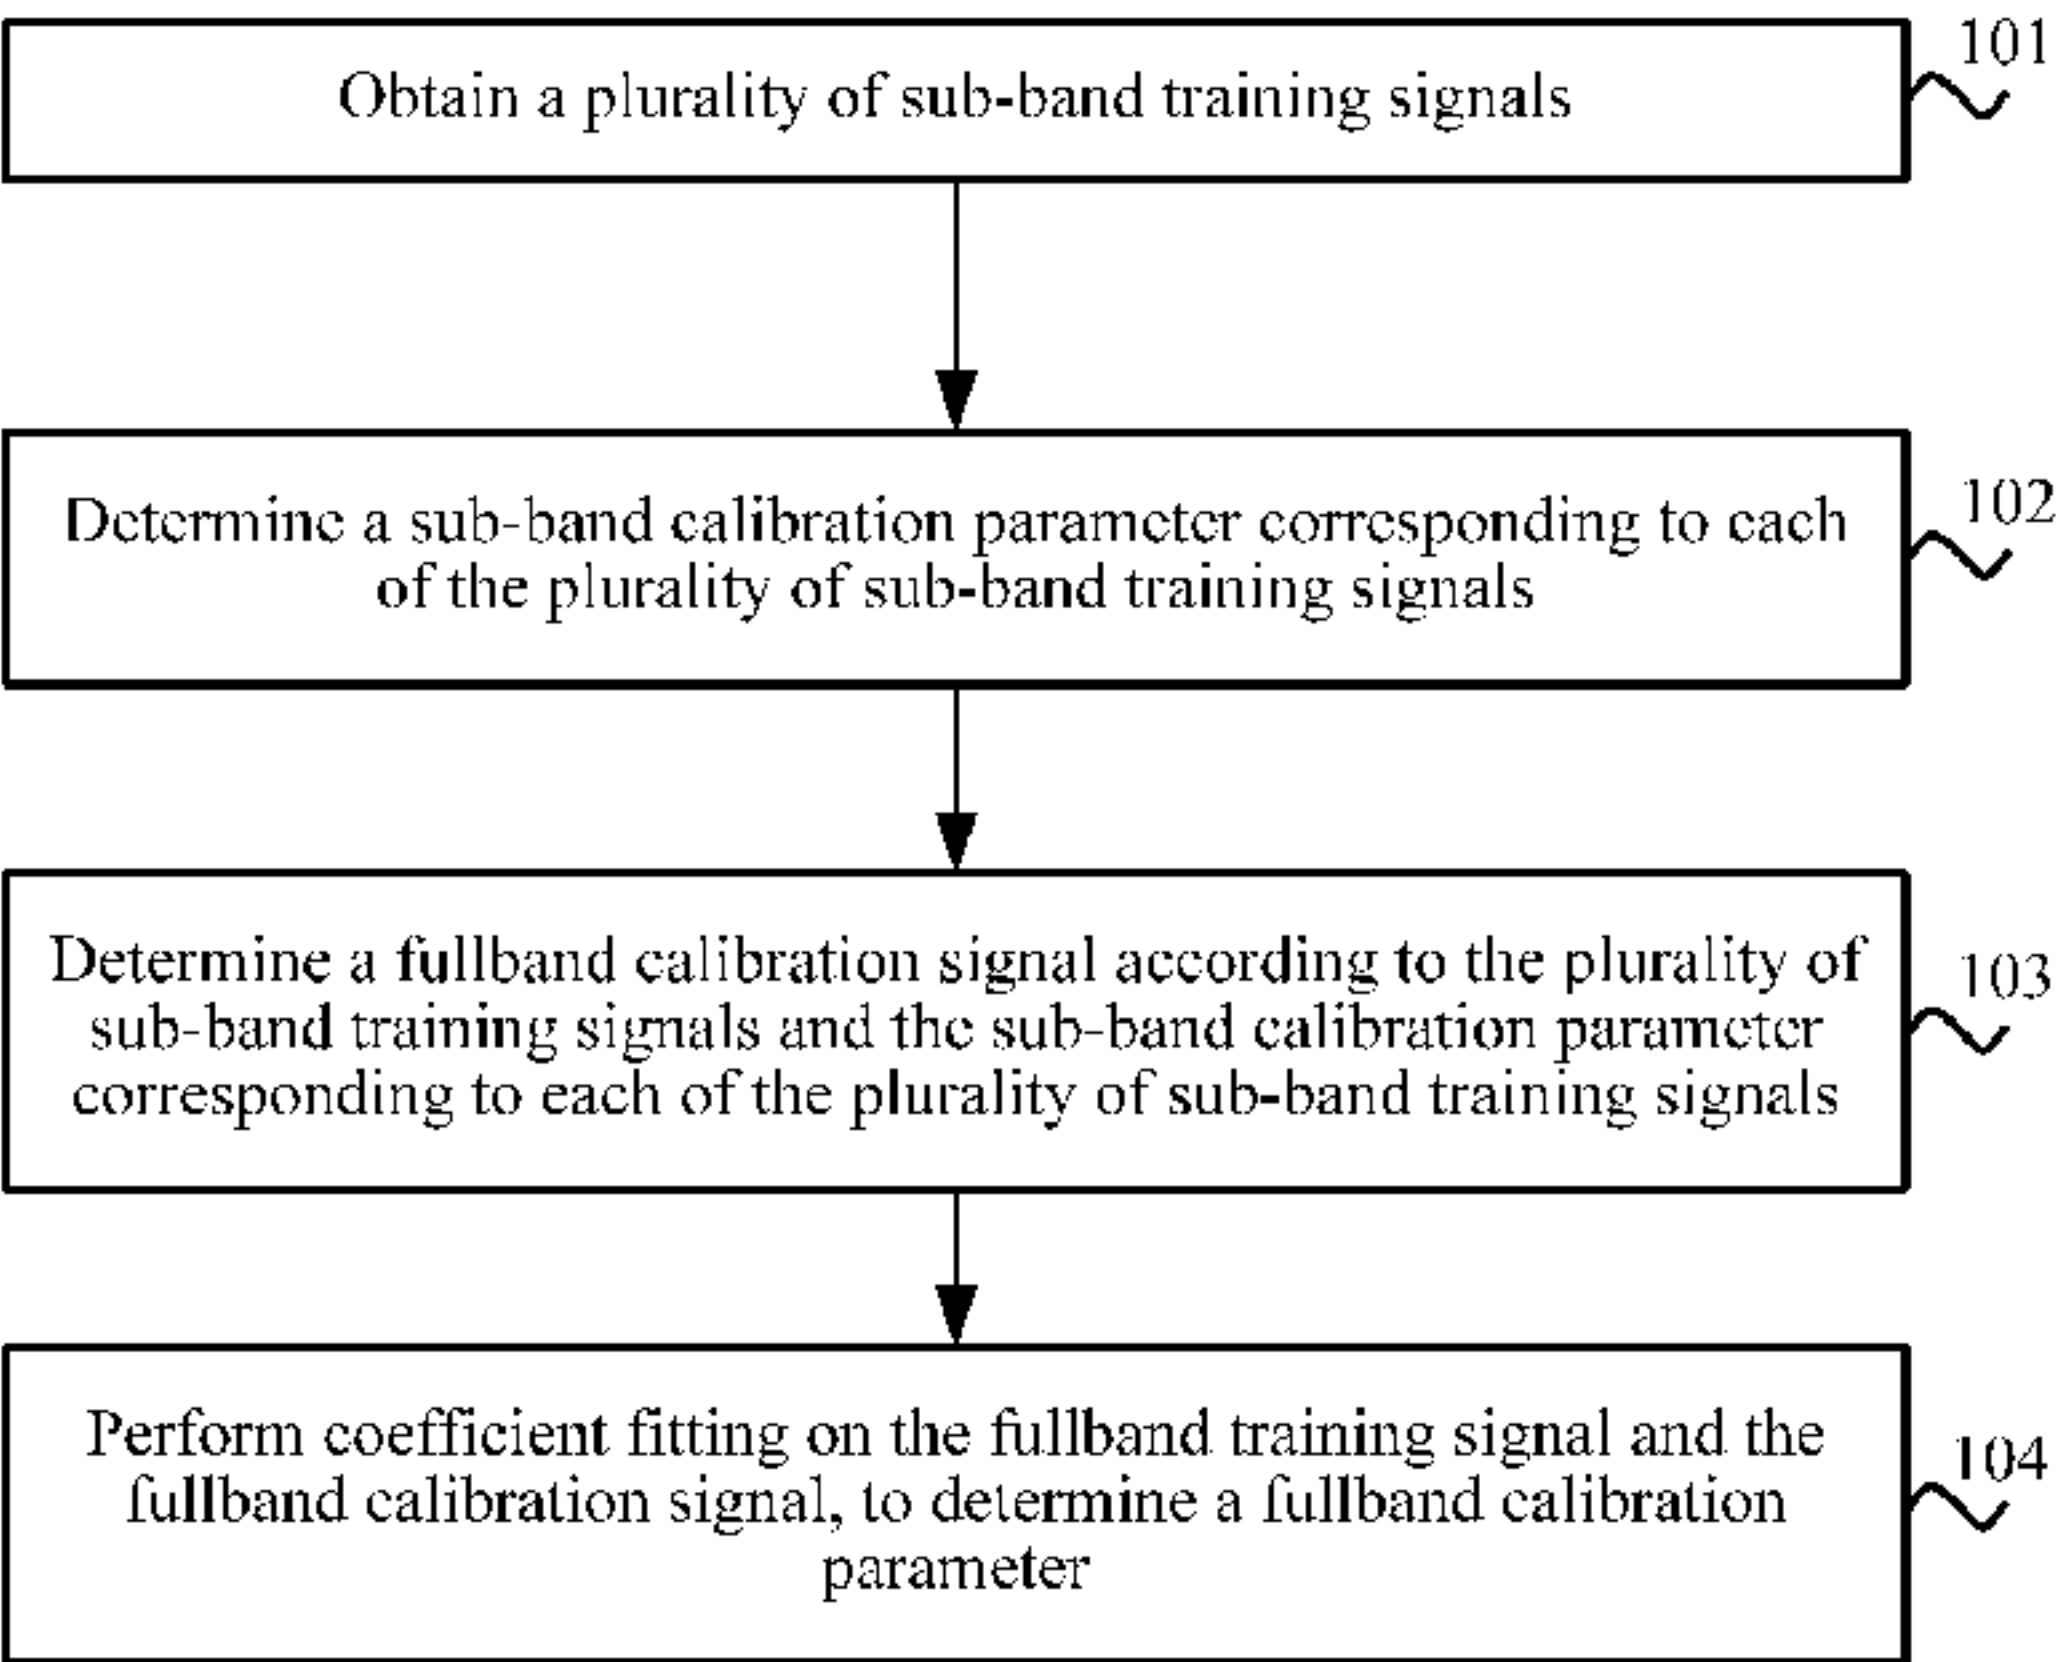 101
Obtain a plurality of sub-band training signals
102
Determine a sub-band calibration parameter corresponding to each
of the plurality of sub-band training signals
103
Determine a fullband calibration signal according to the plurality of
sub-band training signals and the sub-band calibration parameter
corresponding to each of the plurality of sub-band training signals
104
Perform coefficient fitting on the fullband training signal and the
fullband calibration signal, to determine a fullband calibration
parameter